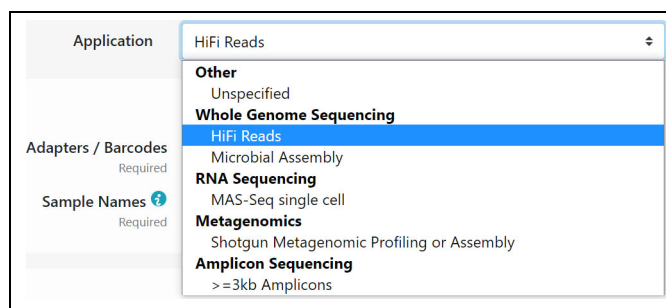 Application
HiFi Reads
Other
Unspecified
Whole Genome Sequencing
HiFi Reads
Adapters / Barcodes
Microbial Assembly
Required
RNA Sequencing
Sample Names i
MAS-Seq single cell
Required
Metagenomics
Shotgun Metagenomic Profiling or Assembly
Amplicon Sequencing
>=3kb Amplicons